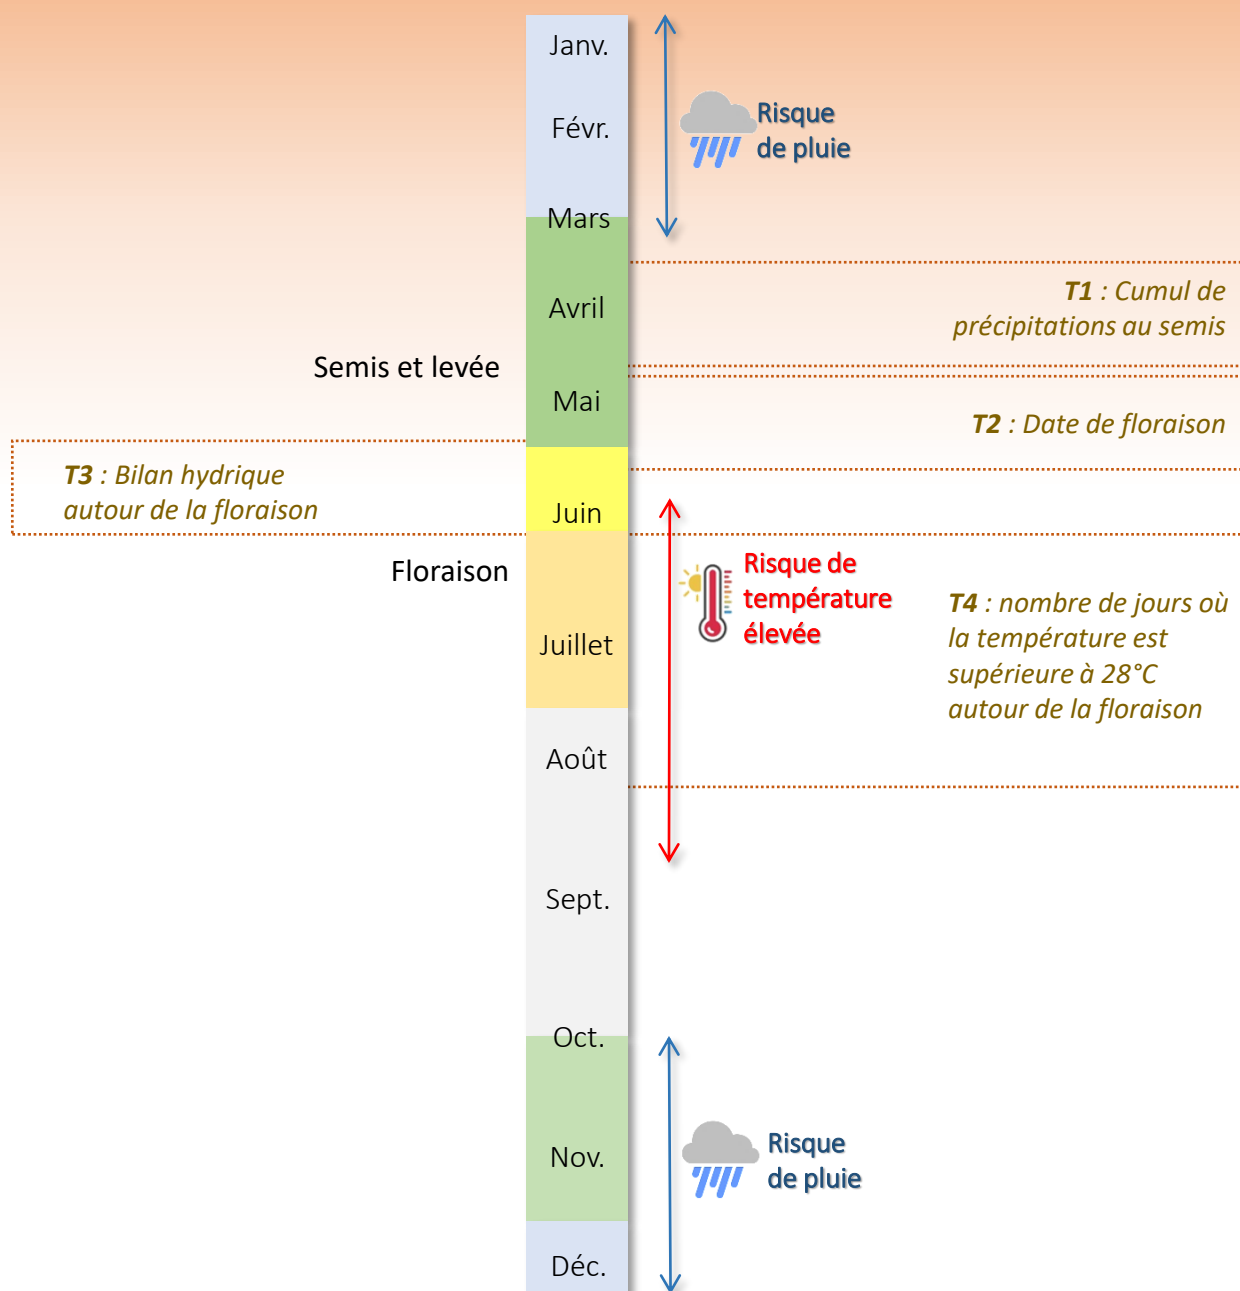 Janv.
Févr.
Risque
de pluie
Mars
T1 : Cumul de
précipitations au semis
Avril
Semis et levée
Mai
T2 : Date de floraison
T3 : Bilan hydrique
autour de la floraison
Juin
Floraison
Risque de
température
élevée
T4 : nombre de jours où
la température est
supérieure à 28°C
autour de la floraison
Juillet
Août
Sept.
Oct.
Nov.
Risque
de pluie
Déc.